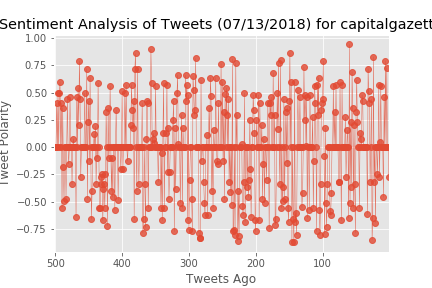 Sentiment Analysis of Tweets (07/13/2018) for capitalgazett
1.00
0.75
0.50
0.25
0.00
−0.25
−0.50
−0.75
Tweet Polarity
500 400 300 200 100
Tweets Ago